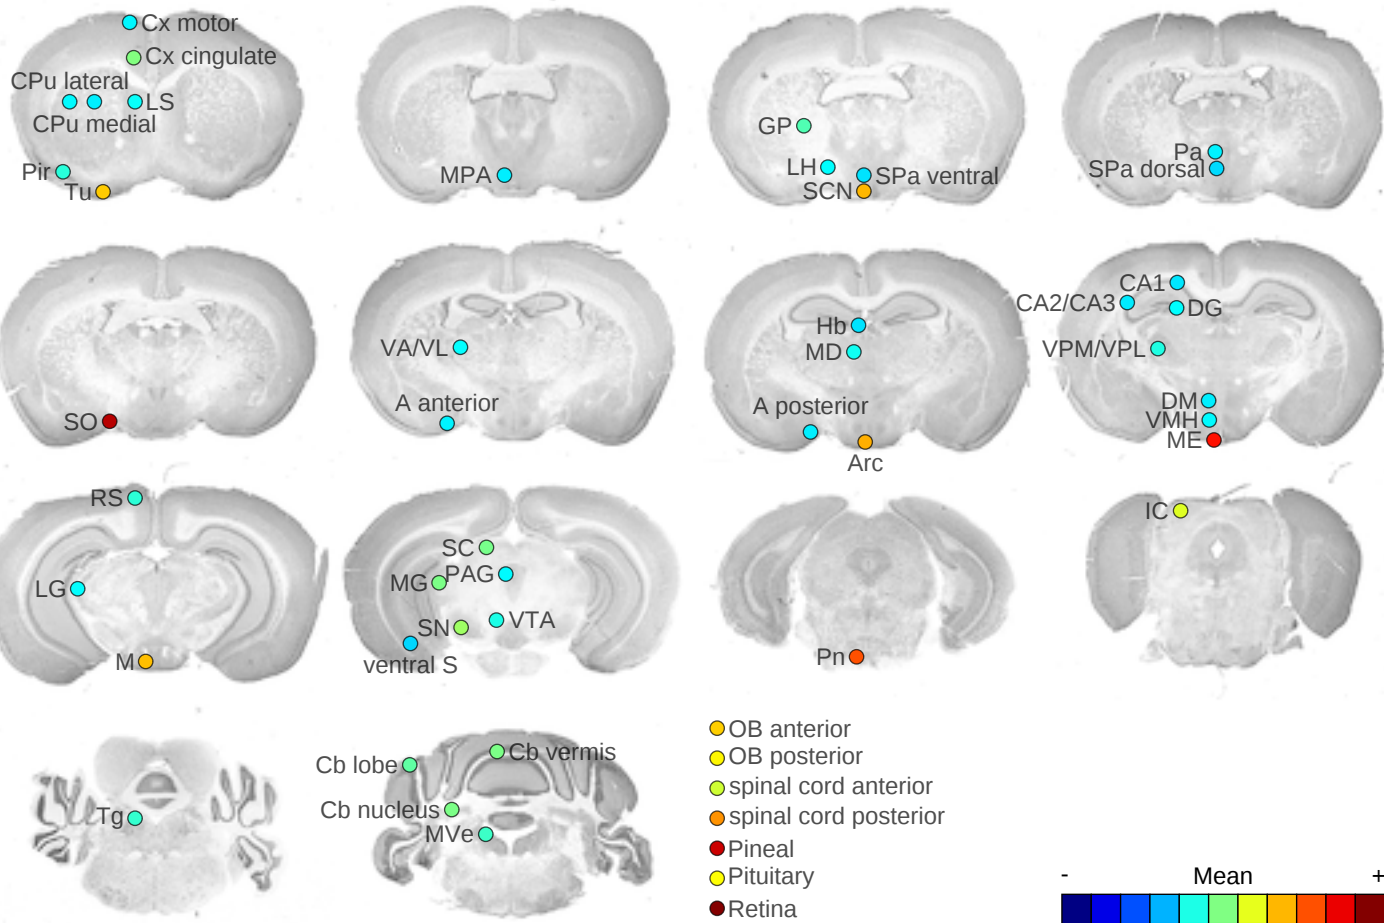 Cx motor
Cx cingulate
CPu lateral
LS
CPu medial
Pir
Tu
MPA
GP
LH
SPa ventral
SCN
Pa
SPa dorsal
SO
VA/VL
A anterior
Hb
MD
A posterior
Arc
CA1
CA2/CA3
DG
VPM/VPL
DM
VMH
ME
RS
LG
M
SC
MG
PAG
SN
VTA
ventral S
Pn
IC
Tg
Cb lobe
Cb vermis
Cb nucleus
MVe
OB anterior
OB posterior
spinal cord anterior
spinal cord posterior
Pineal
Pituitary
Retina
- Mean +